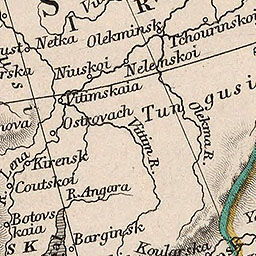 S I R
Netka
Olekminsk
Tchourinskoi
Niuskoi
Nelemskoi
Vitimskaia
Ostrovach
Tungusi
Vitim R.
Olekma R.
Lena
Kirensk
Coutskoi
R. Angara
Botovs
kaia
S K
Barginsk
Koularska